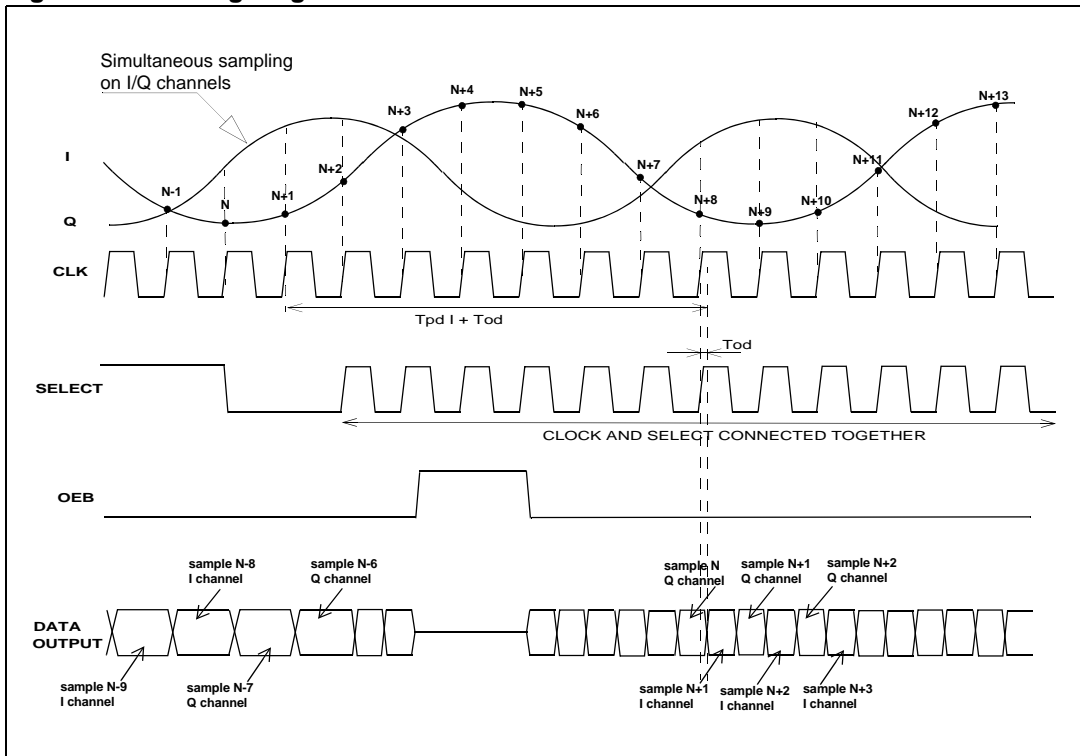 Simultaneous sampling
on I/Q channels
I
Q
N-1
N
N+1
N+2
N+3
N+4
N+5
N+6
N+7
N+8
N+9
N+10
N+11
N+12
N+13
CLK
Tpd I + Tod
Tod
SELECT
CLOCK AND SELECT CONNECTED TOGETHER
OEB
sample N-8
I channel
sample N-6
Q channel
sample N
Q channel
sample N+1
Q channel
sample N+2
Q channel
DATA
OUTPUT
sample N-9
I channel
sample N-7
Q channel
sample N+1
I channel
sample N+2
I channel
sample N+3
I channel